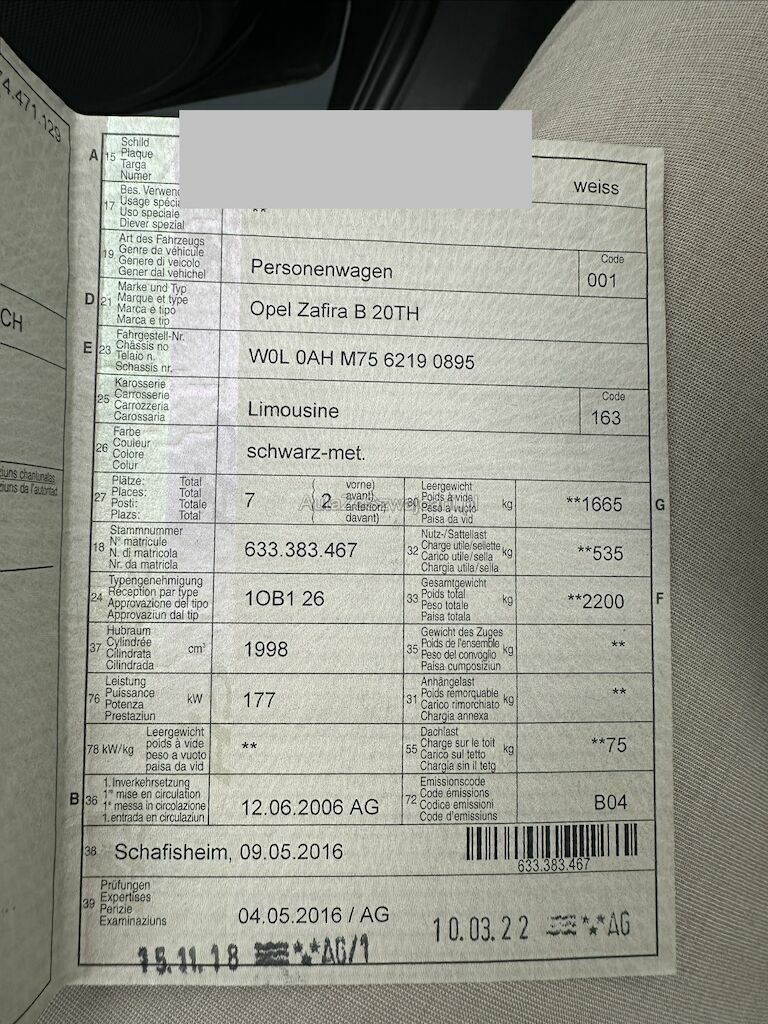 74.471.129
CH
A 15 Schild
Plaque
Targa
Numer
weiss
17 Bes. Verwend
Usage spécia
Uso speciale
Diever spezial
**
19 Art des Fahrzeugs
Genre de véhicule
Genere di veicolo
Gener dal vehichel
Personenwagen
Code
001
D 21 Marke und Typ
Marque et type
Marca e tipo
Marca e tip
Opel Zafira B 20TH
E 23 Fahrgestell-Nr.
Châssis no
Telaio n.
Schassis nr.
W0L 0AH M75 6219 0895
25 Karosserie
Carrosserie
Carrozzeria
Carossaria
Limousine
Code
163
26 Farbe
Couleur
Colore
Colur
schwarz-met.
27 Plätze: Total
Places: Total
Posti: Totale
Plazs: Total
7 ( 2 vorne)
avant)
anteriori)
davant)
Leergewicht
Poids à vide
Peso a vuoto
Paisa da vid
kg
**1665 G
18 Stammnummer
N° matricule
N. di matricola
Nr. da matricla
633.383.467
32 Nutz-/Sattellast
Charge utile/sellette
Carico utile/sella
Chargia utila/sella
kg
**535
24 Typengenehmigung
Réception par type
Approvazione del tipo
Approvaziun dal tip
1OB1 26
33 Gesamtgewicht
Poids total
Peso totale
Paisa totala
kg
**2200 F
37 Hubraum
Cylindrée
Cilindrata
Cilindrada
cm³
1998
35 Gewicht des Zuges
Poids de l'ensemble
Peso del convoglio
Paisa cumposiziun
kg
**
76 Leistung
Puissance
Potenza
Prestaziun
kW
177
31 Anhängelast
Poids remorquable
Carico rimorchiato
Chargia annexa
kg
**
78 kW/kg Leergewicht
poids à vide
peso a vuoto
paisa da vid
**
55 Dachlast
Charge sur le toit
Carico sul tetto
Chargia sin il tetg
kg
**75
B 36 1. Inverkehrsetzung
1re mise en circulation
1a messa in circolazione
1. entrada en circulaziun
12.06.2006 AG
72 Emissionscode
Code émissions
Codice emissioni
Code d'emissiuns
B04
38 Schafisheim, 09.05.2016
633.383.467
39 Prüfungen
Expertises
Perizie
Examinaziuns
04.05.2016 / AG
10.03.22 AG
15.11.18 AG/1